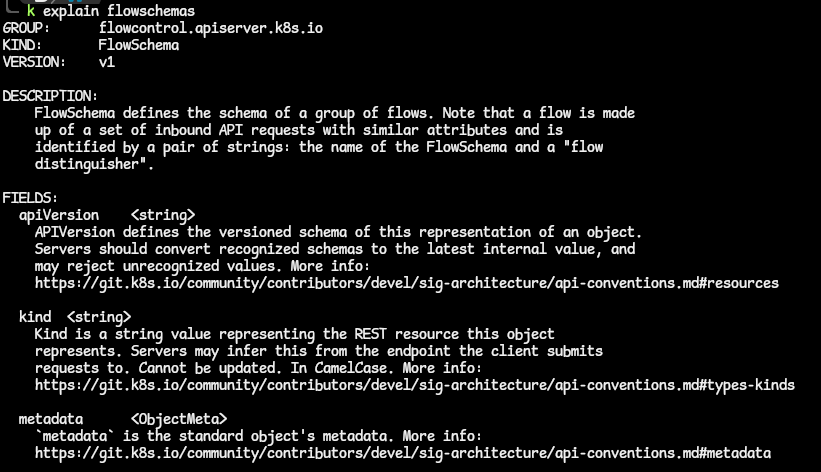 k explain flowschemas
GROUP:      flowcontrol.apiserver.k8s.io
KIND:       FlowSchema
VERSION:    v1

DESCRIPTION:
    FlowSchema defines the schema of a group of flows. Note that a flow is made
    up of a set of inbound API requests with similar attributes and is
    identified by a pair of strings: the name of the FlowSchema and a "flow
    distinguisher".

FIELDS:
  apiVersion    <string>
    APIVersion defines the versioned schema of this representation of an object.
    Servers should convert recognized schemas to the latest internal value, and
    may reject unrecognized values. More info:
    https://git.k8s.io/community/contributors/devel/sig-architecture/api-conventions.md#resources

  kind  <string>
    Kind is a string value representing the REST resource this object
    represents. Servers may infer this from the endpoint the client submits
    requests to. Cannot be updated. In CamelCase. More info:
    https://git.k8s.io/community/contributors/devel/sig-architecture/api-conventions.md#types-kinds

  metadata      <ObjectMeta>
    `metadata` is the standard object's metadata. More info:
    https://git.k8s.io/community/contributors/devel/sig-architecture/api-conventions.md#metadata